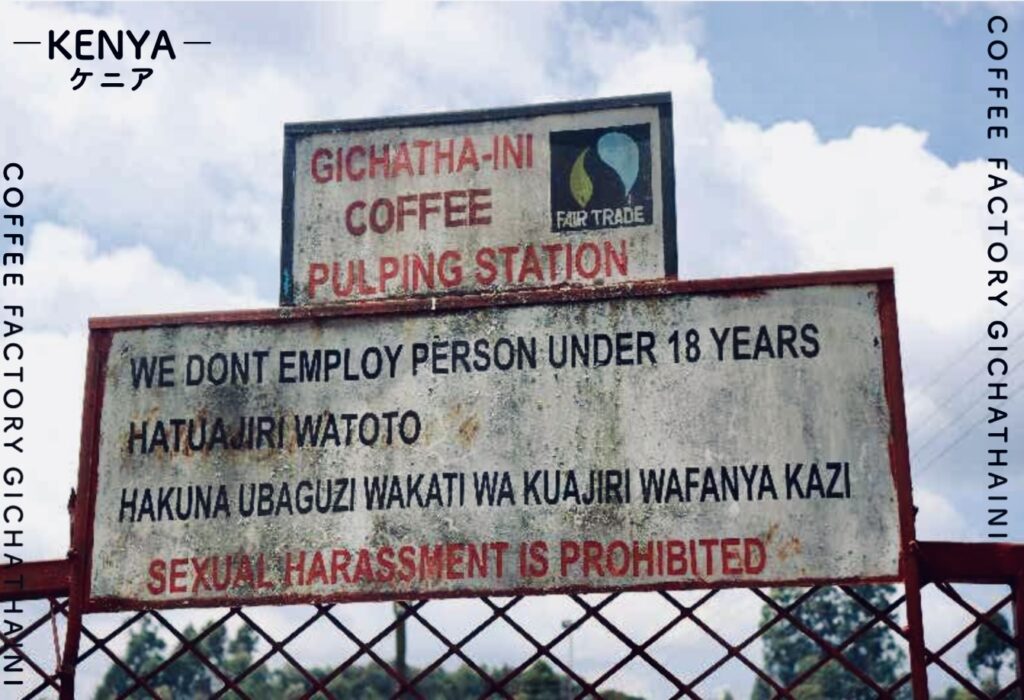 KENYA
ケニア
COFFEE FACTORY GICHATHAINI
COFFEE FACTORY GICHATHAINI
GICHATHA-INI
COFFEE
PULPING STATION
FAIR TRADE
WE DONT EMPLOY PERSON UNDER 18 YEARS
HATUAJIRI WATOTO
HAKUNA UBAGUZI WAKATI WA KUAJIRI WAFANYA KAZI
SEXUAL HARASSMENT IS PROHIBITED